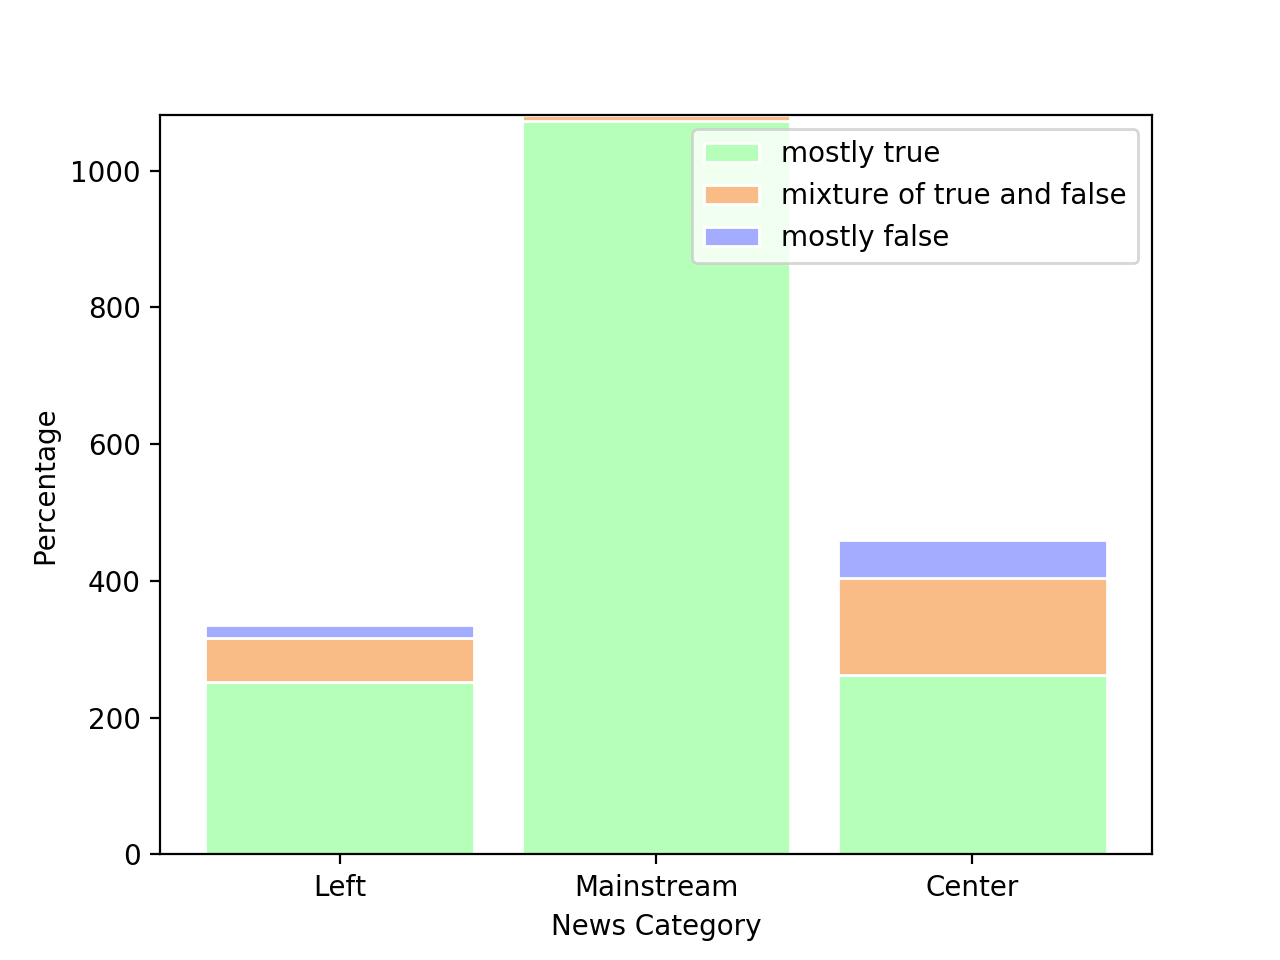 1000
800
600
400
200
0
Percentage
mostly true
mixture of true and false
mostly false
Left
Mainstream
Center
News Category